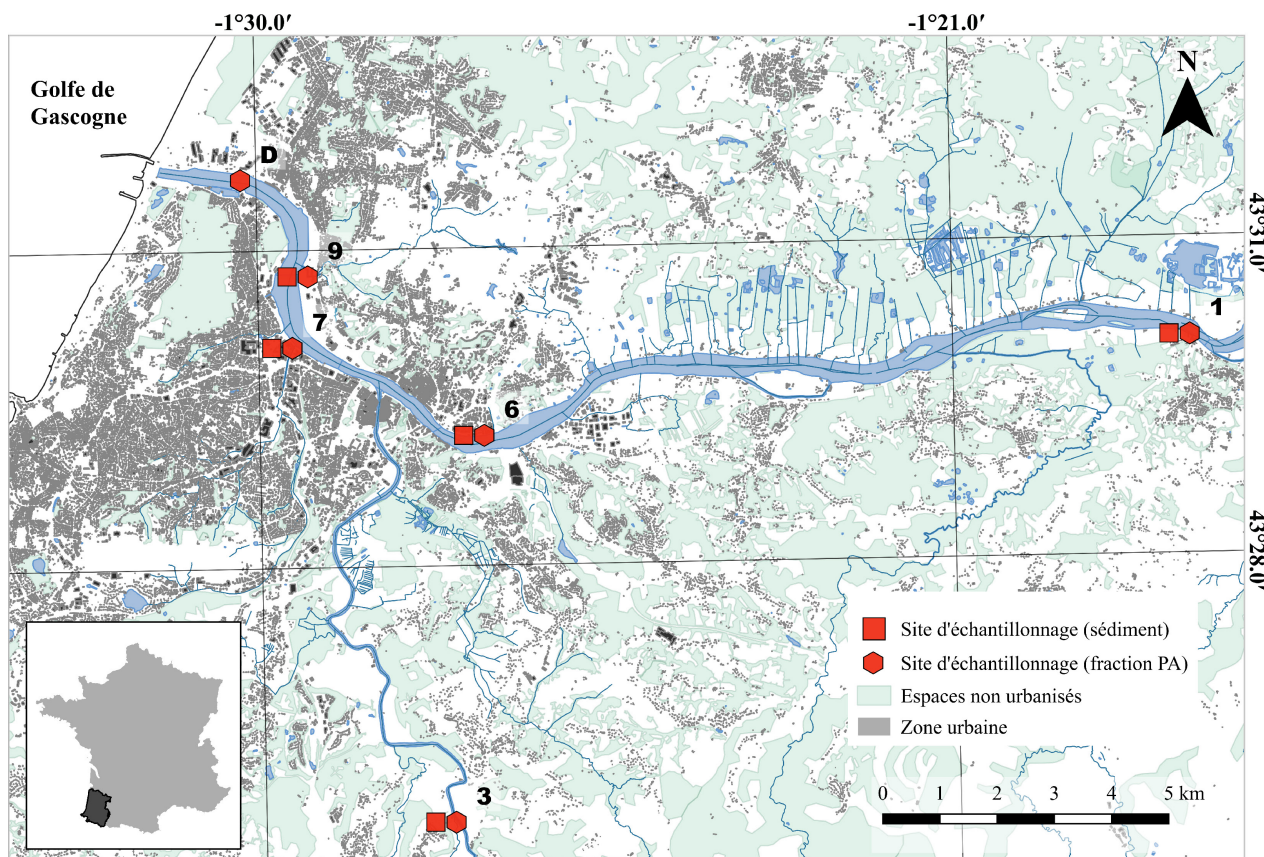 -1°30.0′
-1°21.0′
Golfe de
Gascogne
N
D
43°31.0′
9
1
7
6
43°28.0′
Site d'échantillonnage (sédiment)
Site d'échantillonnage (fraction PA)
Espaces non urbanisés
Zone urbaine
3
0 1 2 3 4 5 km